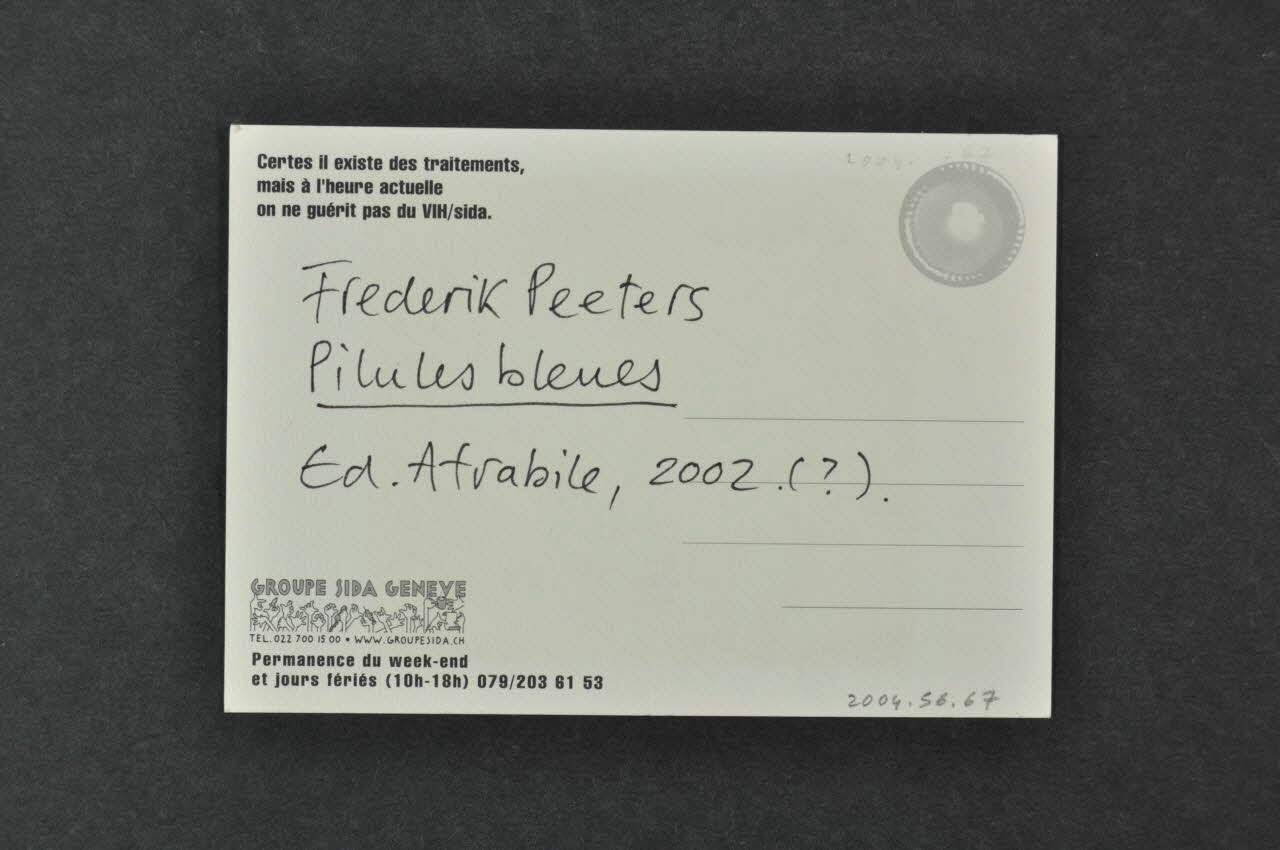 Certes il existe des traitements,
mais à l'heure actuelle
on ne guérit pas du VIH/sida.
2004. .67
Frederik Peeters
Pilules bleues
Ed. Atrabile, 2002.(?).
GROUPE SIDA GENEVE
TEL. 022 700 15 00 • WWW.GROUPESIDA.CH
Permanence du week-end
et jours fériés (10h-18h) 079/203 61 53
2004.56.67